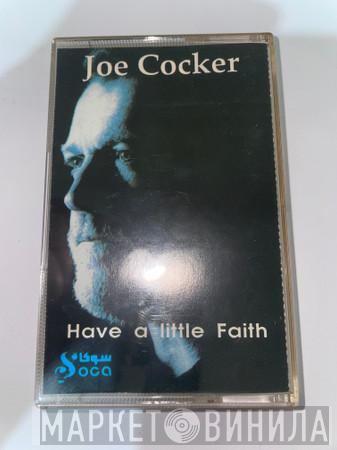 Joe Cocker
Have a little Faith
سوكا
Soca
МАРКЕТ ВИНИЛА